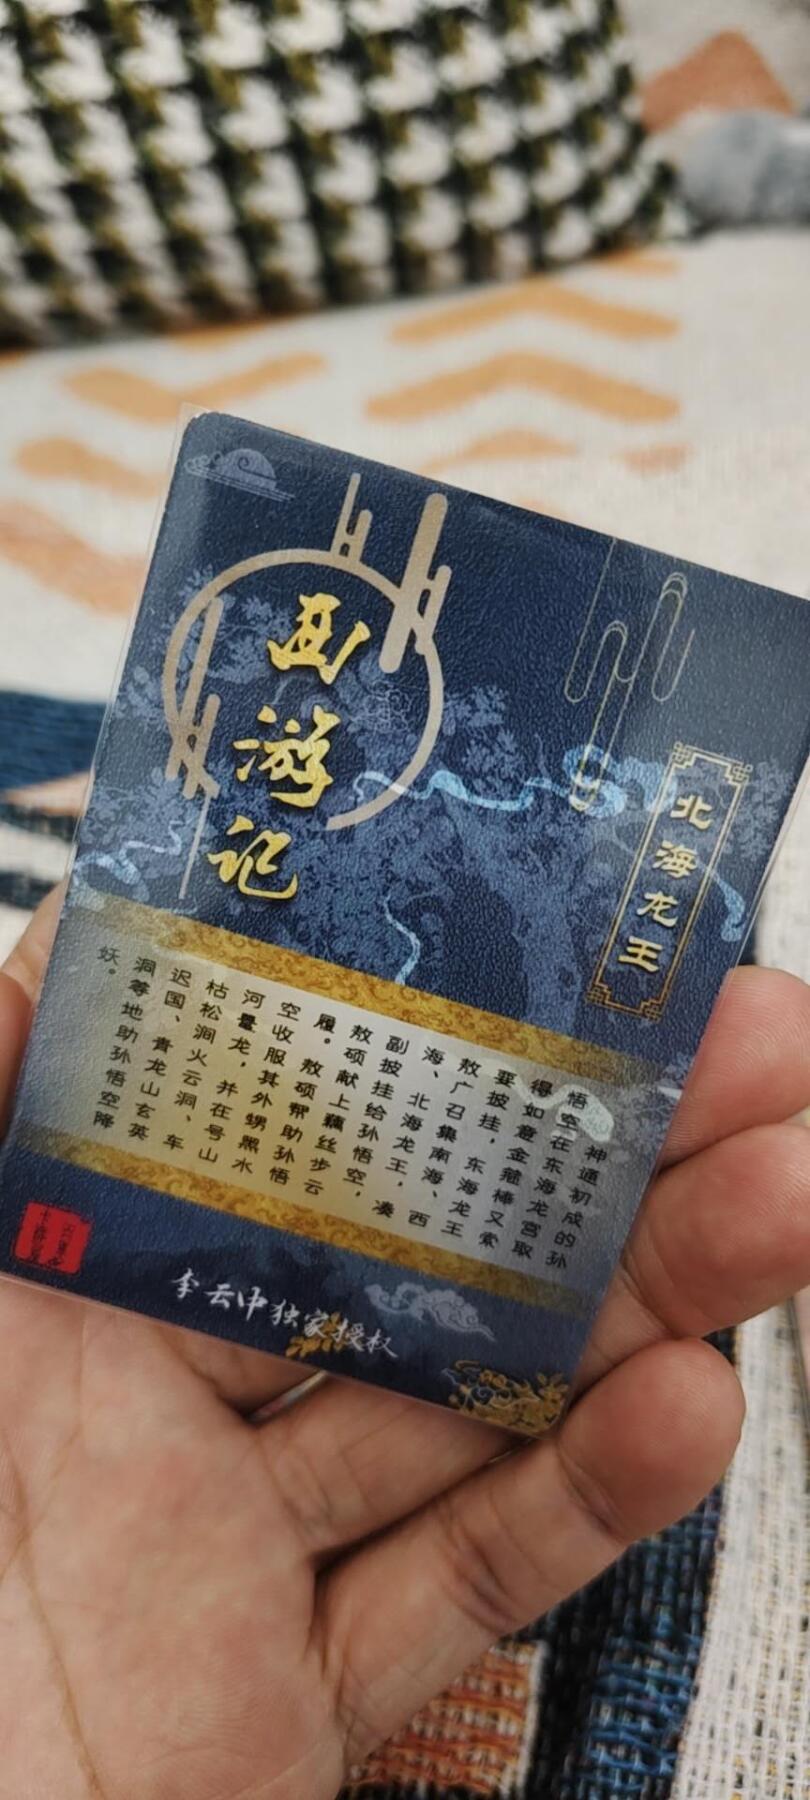 西游记
北海龙王
神通初成的孙
悟空在东海龙宫取
得如意金箍棒又索
要披挂，东海龙王
敖广召集南海、西
海、北海龙王，凑
副披挂给孙悟空，
敖硕献上藕丝步云
履。敖硕帮助孙悟
空收服其外甥黑水
河鼍龙，并在号山
枯松涧火云洞、车
迟国、青龙山玄英
洞等地助孙悟空降
妖。
李云中独家授权